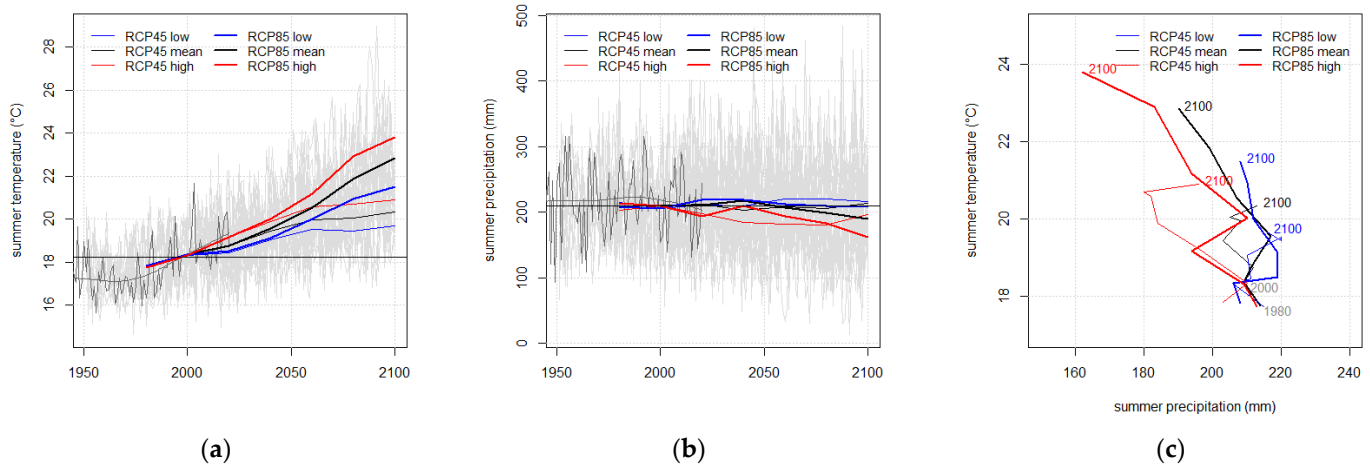 summer temperature (°C)
28
26
24
22
20
18
16
RCP45 low
RCP45 mean
RCP45 high
RCP85 low
RCP85 mean
RCP85 high
1950
2000
2050
2100
(a)
summer precipitation (mm)
500
400
300
200
100
0
RCP45 low
RCP45 mean
RCP45 high
RCP85 low
RCP85 mean
RCP85 high
1950
2000
2050
2100
(b)
summer temperature (°C)
24
22
20
18
RCP45 low
RCP45 mean
RCP45 high
RCP85 low
RCP85 mean
RCP85 high
2100
2100
2100
2100
2100
2100
2000
1980
160
180
200
220
240
summer precipitation (mm)
(c)